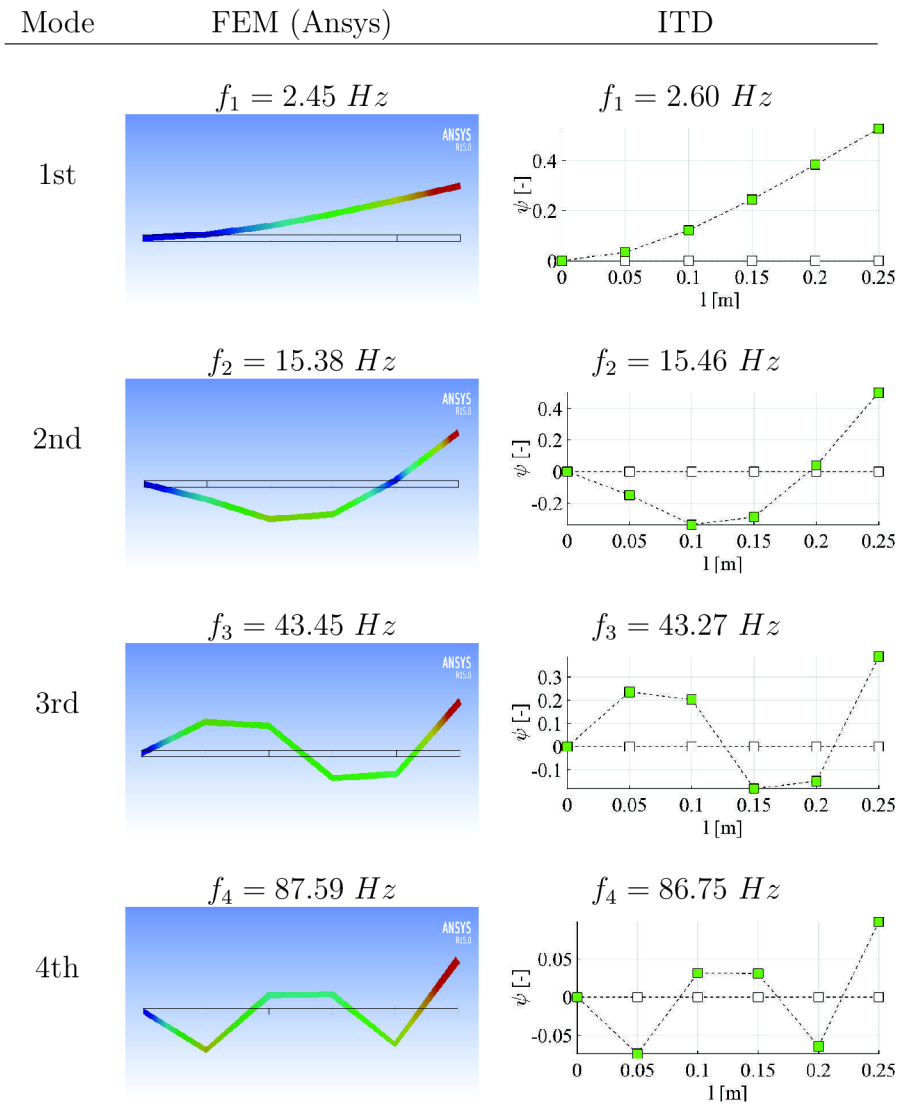 Mode FEM (Ansys) ITD
f₁ = 2.45 Hz f₁ = 2.60 Hz
1st
ANSYS
R15.0
ψ [-]
0.4
0.2
0
0 0.05 0.1 0.15 0.2 0.25
l [m]
f₂ = 15.38 Hz f₂ = 15.46 Hz
2nd
ANSYS
R15.0
ψ [-]
0.4
0.2
0
-0.2
0 0.05 0.1 0.15 0.2 0.25
l [m]
f₃ = 43.45 Hz f₃ = 43.27 Hz
3rd
ANSYS
R15.0
ψ [-]
0.3
0.2
0.1
0
-0.1
0 0.05 0.1 0.15 0.2 0.25
l [m]
f₄ = 87.59 Hz f₄ = 86.75 Hz
4th
ANSYS
R15.0
ψ [-]
0.05
0
-0.05
0 0.05 0.1 0.15 0.2 0.25
l [m]